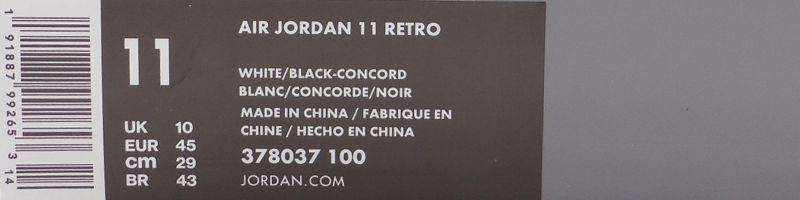 1 91887 99265 3 14
11
UK 10
EUR 45
cm 29
BR 43
AIR JORDAN 11 RETRO
WHITE/BLACK-CONCORD
BLANC/CONCORDE/NOIR
MADE IN CHINA / FABRIQUE EN
CHINE / HECHO EN CHINA
378037 100
JORDAN.COM